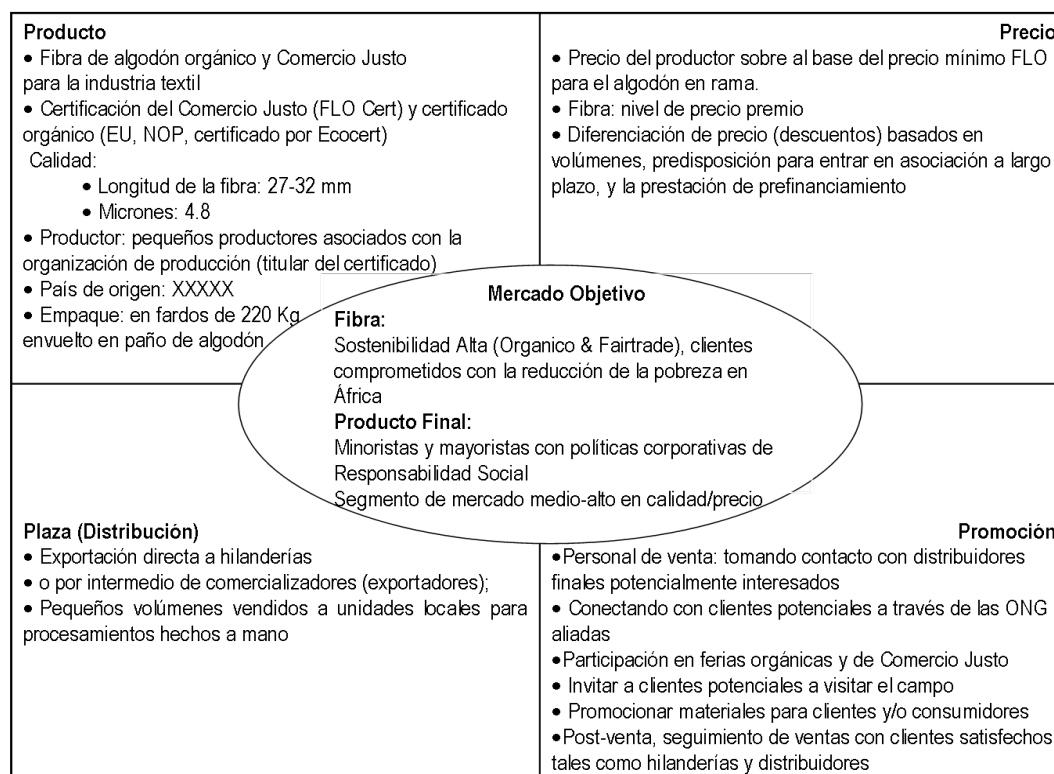 Producto
• Fibra de algodón orgánico y Comercio Justo
para la industria textil
• Certificación del Comercio Justo (FLO Cert) y certificado
orgánico (EU, NOP, certificado por Ecocert)
Calidad:
• Longitud de la fibra: 27-32 mm
• Micrones: 4.8
• Productor: pequeños productores asociados con la
organización de producción (titular del certificado)
• País de origen: XXXXX
• Empaque: en fardos de 220 Kg
envuelto en paño de algodón
Precio
• Precio del productor sobre al base del precio mínimo FLO
para el algodón en rama.
• Fibra: nivel de precio premio
• Diferenciación de precio (descuentos) basados en
volúmenes, predisposición para entrar en asociación a largo
plazo, y la prestación de prefinanciamiento
Mercado Objetivo
Fibra:
Sostenibilidad Alta (Organico & Fairtrade), clientes
comprometidos con la reducción de la pobreza en
África
Producto Final:
Minoristas y mayoristas con políticas corporativas de
Responsabilidad Social
Segmento de mercado medio-alto en calidad/precio
Plaza (Distribución)
• Exportación directa a hilanderías
• o por intermedio de comercializadores (exportadores);
• Pequeños volúmenes vendidos a unidades locales para
procesamientos hechos a mano
Promoción
•Personal de venta: tomando contacto con distribuidores
finales potencialmente interesados
• Conectando con clientes potenciales a través de las ONG
aliadas
•Participación en ferias orgánicas y de Comercio Justo
• Invitar a clientes potenciales a visitar el campo
• Promocionar materiales para clientes y/o consumidores
•Post-venta, seguimiento de ventas con clientes satisfechos
tales como hilanderías y distribuidores